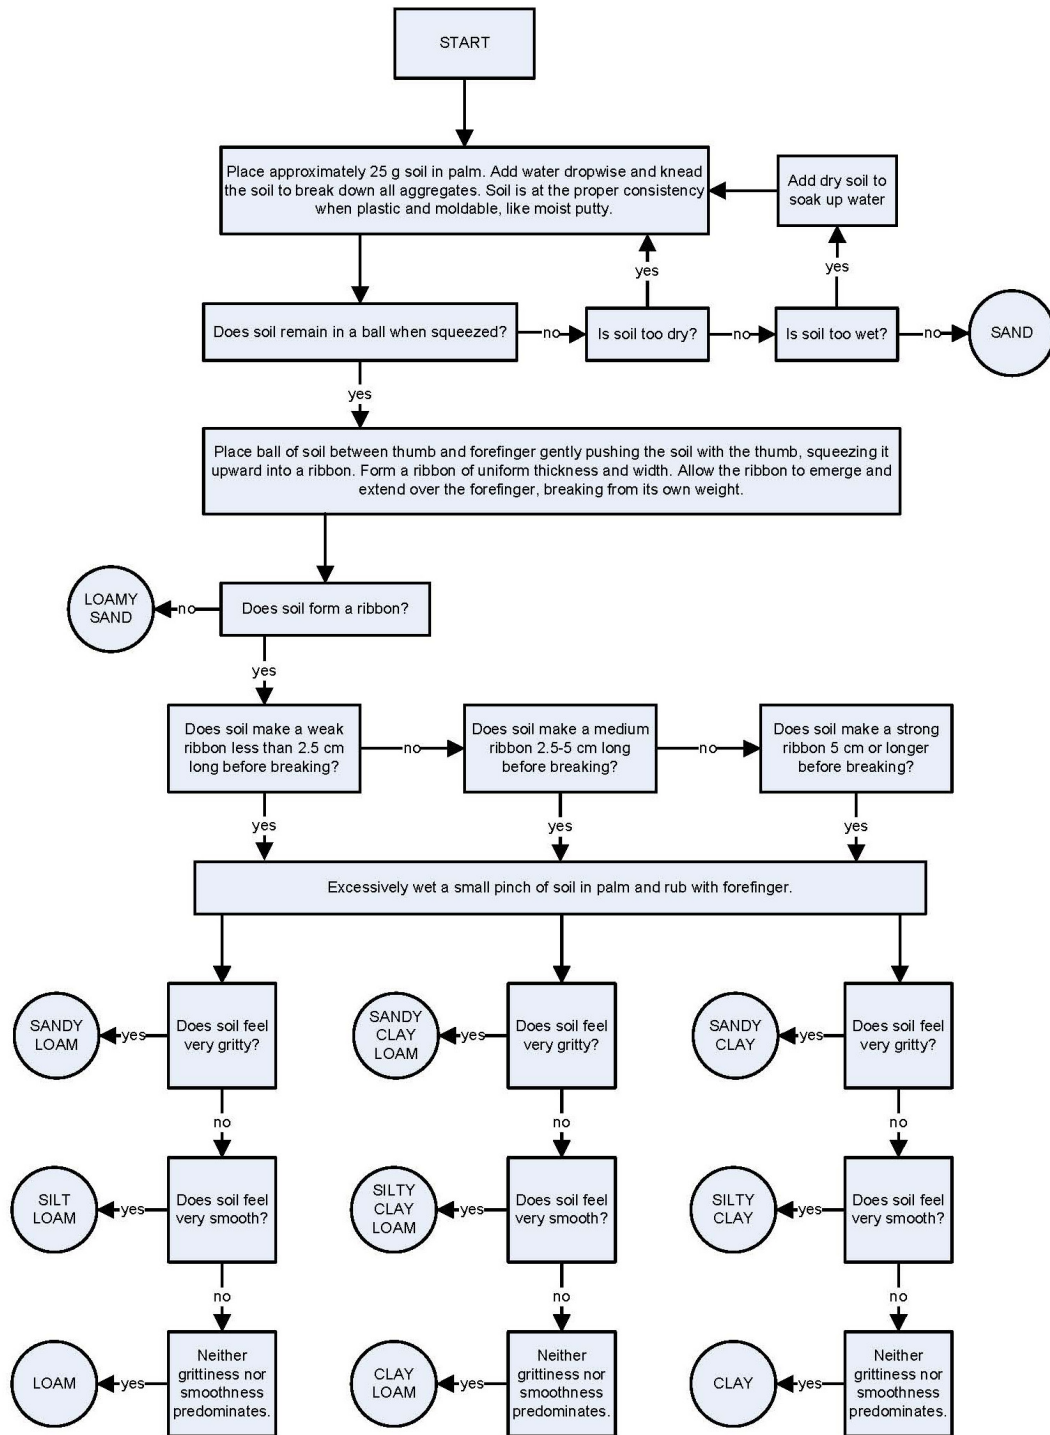 START
Place approximately 25 g soil in palm. Add water dropwise and knead
the soil to break down all aggregates. Soil is at the proper consistency
when plastic and moldable, like moist putty.
Add dry soil to
soak up water
yes
yes
Does soil remain in a ball when squeezed?
no
Is soil too dry?
no
Is soil too wet?
no
SAND
yes
Place ball of soil between thumb and forefinger gently pushing the soil with the thumb, squeezing it
upward into a ribbon. Form a ribbon of uniform thickness and width. Allow the ribbon to emerge and
extend over the forefinger, breaking from its own weight.
LOAMY
SAND
no
Does soil form a ribbon?
yes
Does soil make a weak
ribbon less than 2.5 cm
long before breaking?
no
Does soil make a medium
ribbon 2.5-5 cm long
before breaking?
no
Does soil make a strong
ribbon 5 cm or longer
before breaking?
yes
yes
yes
Excessively wet a small pinch of soil in palm and rub with forefinger.
SANDY
LOAM
yes
Does soil feel
very gritty?
SANDY
CLAY
LOAM
yes
Does soil feel
very gritty?
SANDY
CLAY
yes
Does soil feel
very gritty?
no
no
no
SILT
LOAM
yes
Does soil feel
very smooth?
SILTY
CLAY
LOAM
yes
Does soil feel
very smooth?
SILTY
CLAY
yes
Does soil feel
very smooth?
no
no
no
LOAM
yes
Neither
grittiness nor
smoothness
predominates.
CLAY
LOAM
yes
Neither
grittiness nor
smoothness
predominates.
CLAY
yes
Neither
grittiness nor
smoothness
predominates.